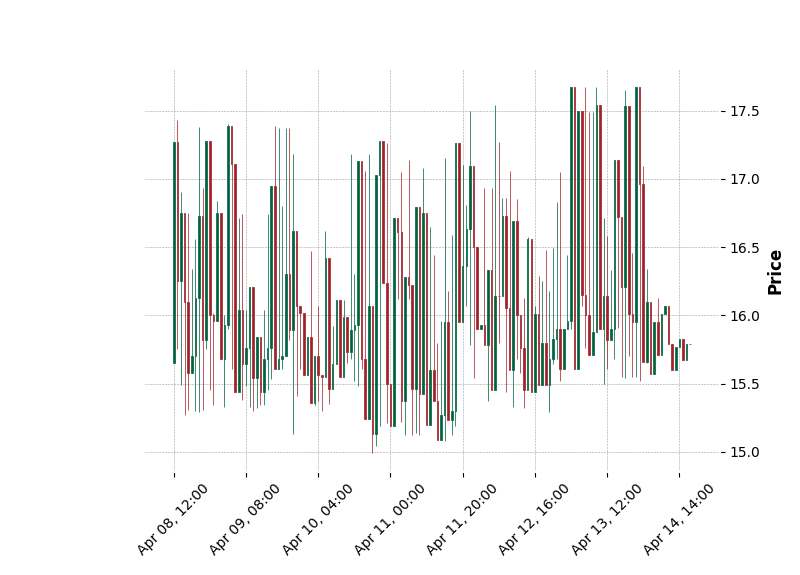 17.5
17.0
16.5
16.0
15.5
15.0
Price
Apr 08, 12:00
Apr 09, 08:00
Apr 10, 04:00
Apr 11, 00:00
Apr 11, 20:00
Apr 12, 16:00
Apr 13, 12:00
Apr 14, 14:00